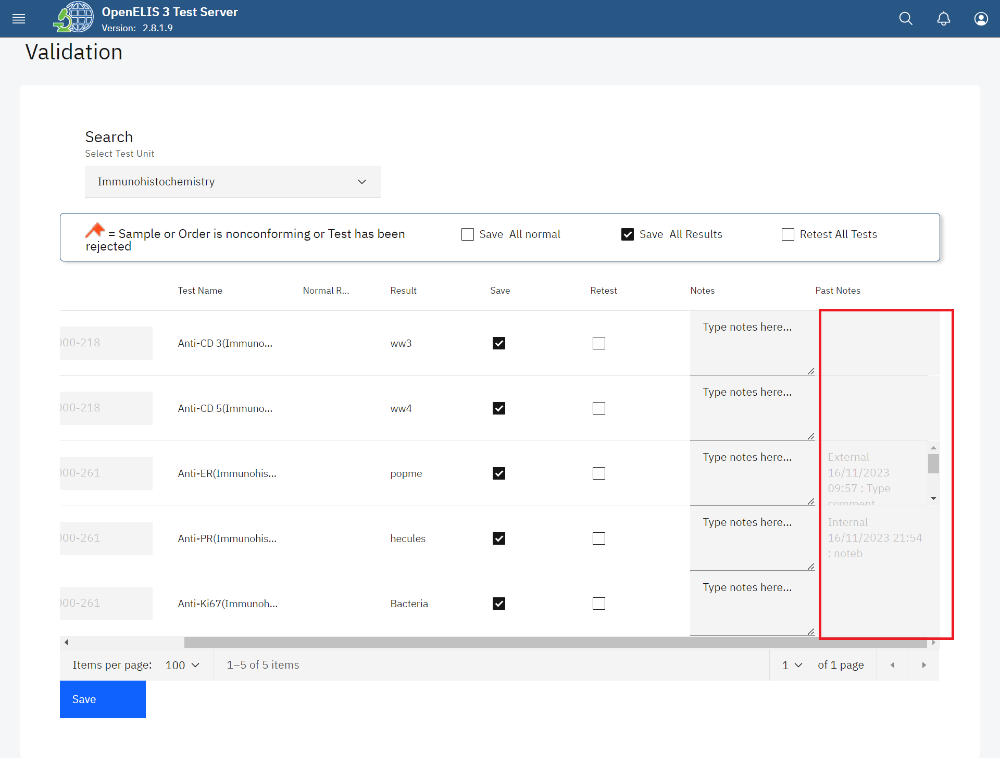 OpenELIS 3 Test Server
Version: 2.8.1.9
Validation
Search
Select Test Unit
Immunohistochemistry
= Sample or Order is nonconforming or Test has been
rejected
Save All normal
Save All Results
Retest All Tests
Test Name Normal R... Result Save Retest Notes Past Notes
00-218 Anti-CD 3(Immuno... ww3 Type notes here...
00-218 Anti-CD 5(Immuno... ww4 Type notes here...
00-261 Anti-ER(Immunohis... popme Type notes here...
External
16/11/2023
09:57 : Type
comment
00-261 Anti-PR(Immunohis... hecules Type notes here...
Internal
16/11/2023 21:54
: noteb
00-261 Anti-Ki67(Immunoh... Bacteria Type notes here...
Items per page: 100 1–5 of 5 items 1 of 1 page
Save